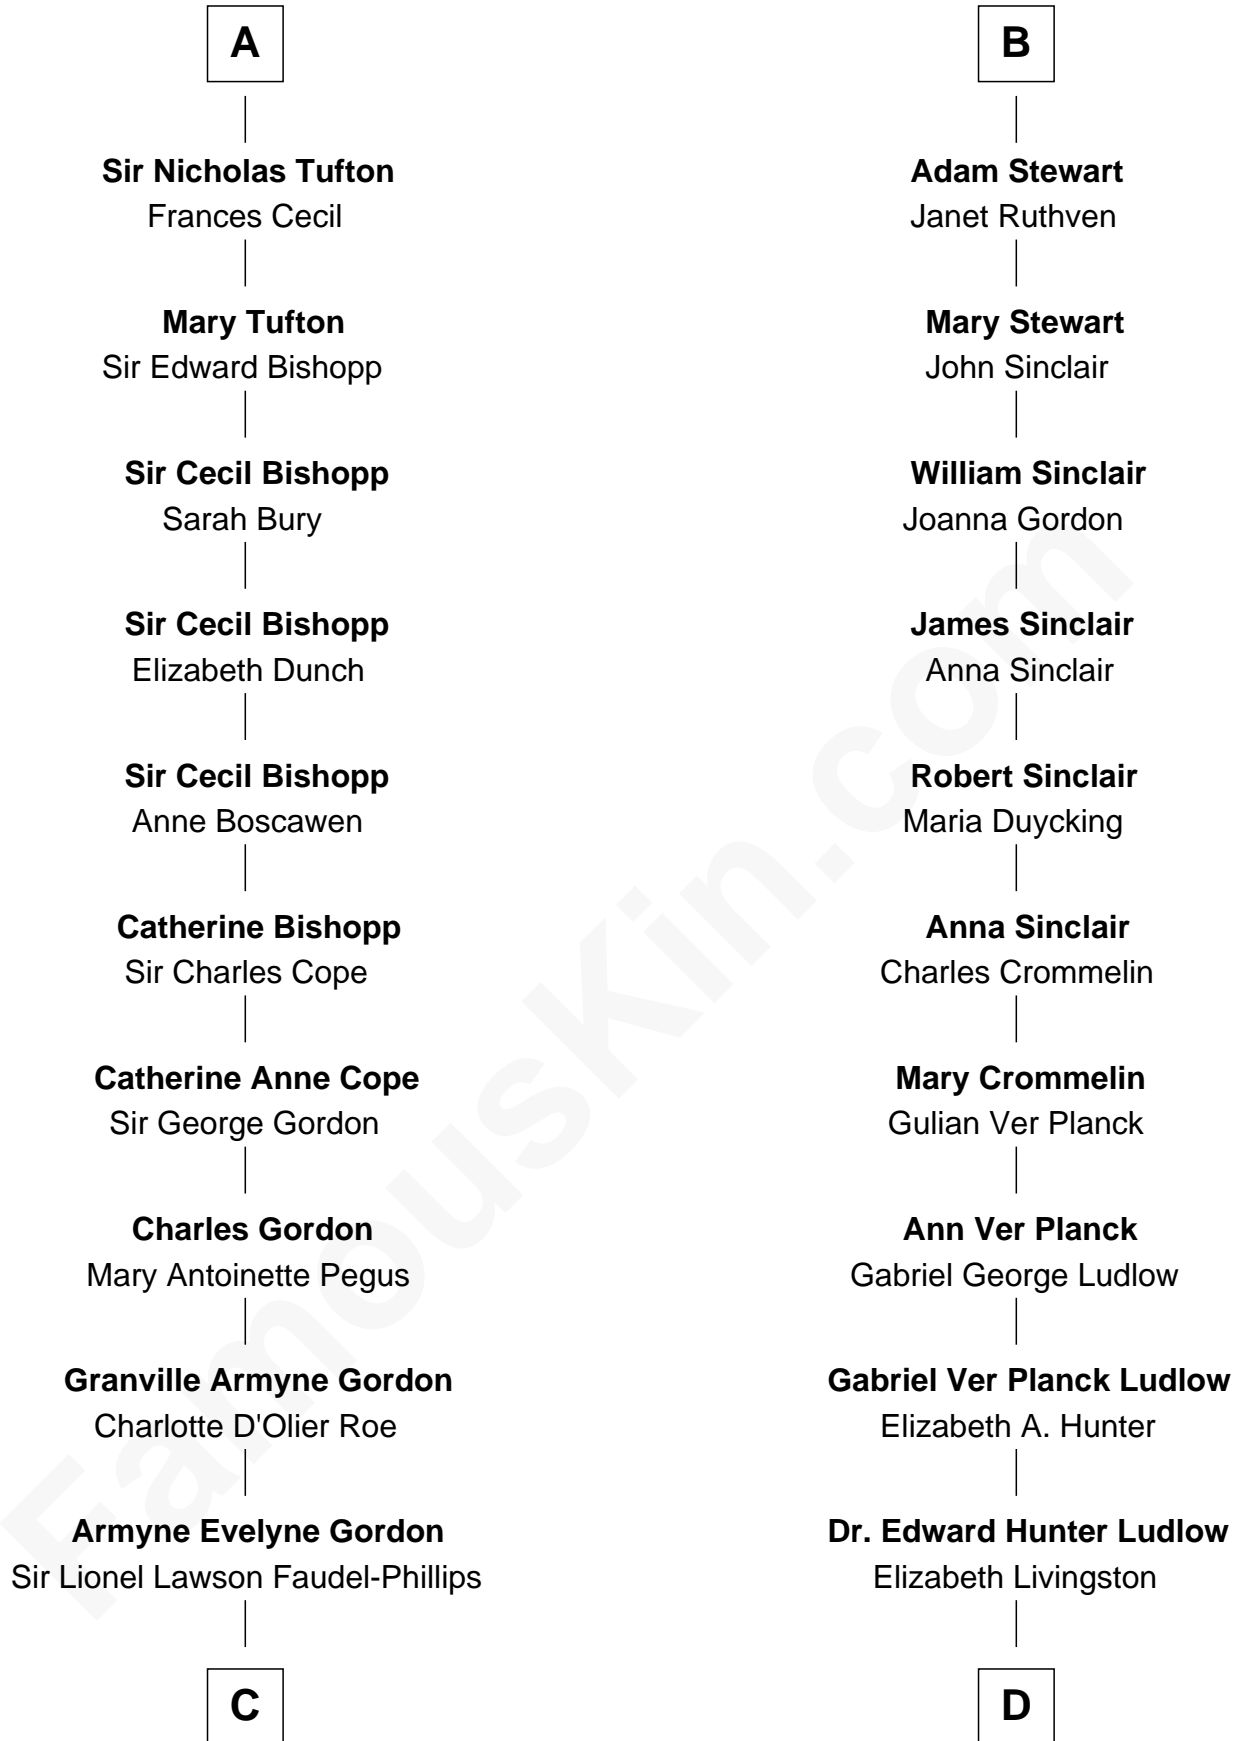 A
Sir Nicholas Tufton
Frances Cecil
Mary Tufton
Sir Edward Bishopp
Sir Cecil Bishopp
Sarah Bury
Sir Cecil Bishopp
Elizabeth Dunch
Sir Cecil Bishopp
Anne Boscawen
Catherine Bishopp
Sir Charles Cope
Catherine Anne Cope
Sir George Gordon
Charles Gordon
Mary Antoinette Pegus
Granville Armyne Gordon
Charlotte D'Olier Roe
Armyne Evelyne Gordon
Sir Lionel Lawson Faudel-Phillips
C
B
Adam Stewart
Janet Ruthven
Mary Stewart
John Sinclair
William Sinclair
Joanna Gordon
James Sinclair
Anna Sinclair
Robert Sinclair
Maria Duycking
Anna Sinclair
Charles Crommelin
Mary Crommelin
Gulian Ver Planck
Ann Ver Planck
Gabriel George Ludlow
Gabriel Ver Planck Ludlow
Elizabeth A. Hunter
Dr. Edward Hunter Ludlow
Elizabeth Livingston
D
FamousKin.com